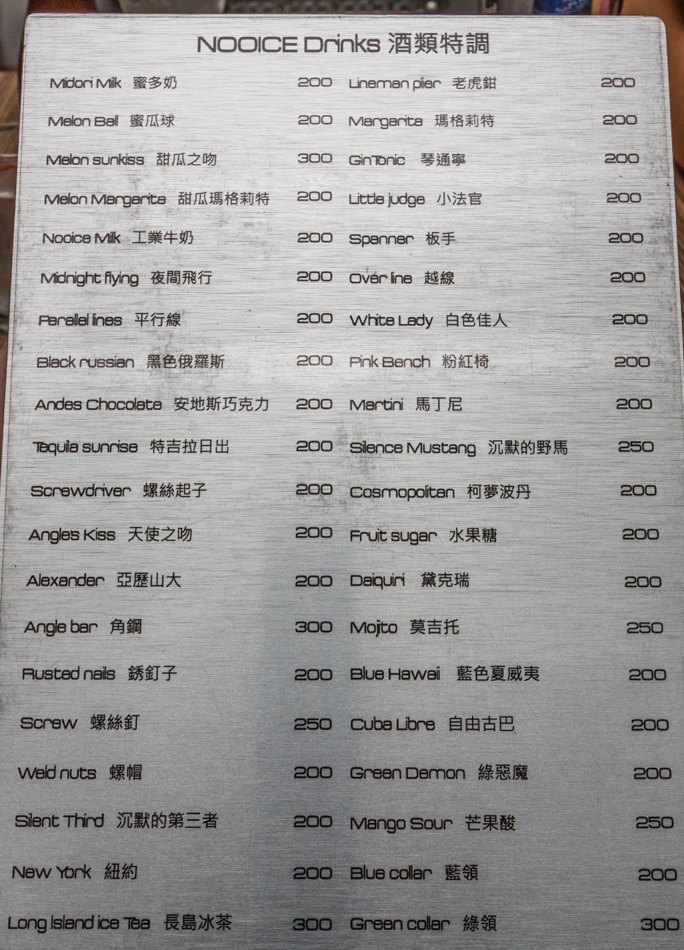 NOOICE Drinks 酒類特調
Midori Milk 蜜多奶 200 Lineman plier 老虎鉗 200
Melon Ball 蜜瓜球 200 Margarita 瑪格莉特 200
Melon sunkiss 甜瓜之吻 300 GinTonic 琴通寧 200
Melon Margarita 甜瓜瑪格莉特 200 Little judge 小法官 200
Nooice Milk 工業牛奶 200 Spanner 板手 200
Midnight flying 夜間飛行 200 Over line 越線 200
Parallel lines 平行線 200 White Lady 白色佳人 200
Black russian 黑色俄羅斯 200 Pink Bench 粉紅椅 200
Andes Chocolate 安地斯巧克力 200 Martini 馬丁尼 200
Tequila sunrise 特吉拉日出 200 Silence Mustang 沉默的野馬 250
Screwdriver 螺絲起子 200 Cosmopolitan 柯夢波丹 200
Angles Kiss 天使之吻 200 Fruit sugar 水果糖 200
Alexander 亞歷山大 200 Daiquiri 黛克瑞 200
Angle bar 角鋼 300 Mojito 莫吉托 250
Rusted nails 銹釘子 200 Blue Hawaii 藍色夏威夷 200
Screw 螺絲釘 250 Cuba Libre 自由古巴 200
Weld nuts 螺帽 200 Green Demon 綠惡魔 200
Silent Third 沉默的第三者 200 Mango Sour 芒果酸 250
New York 紐約 200 Blue collar 藍領 200
Long Island ice Tea 長島冰茶 300 Green collar 綠領 300